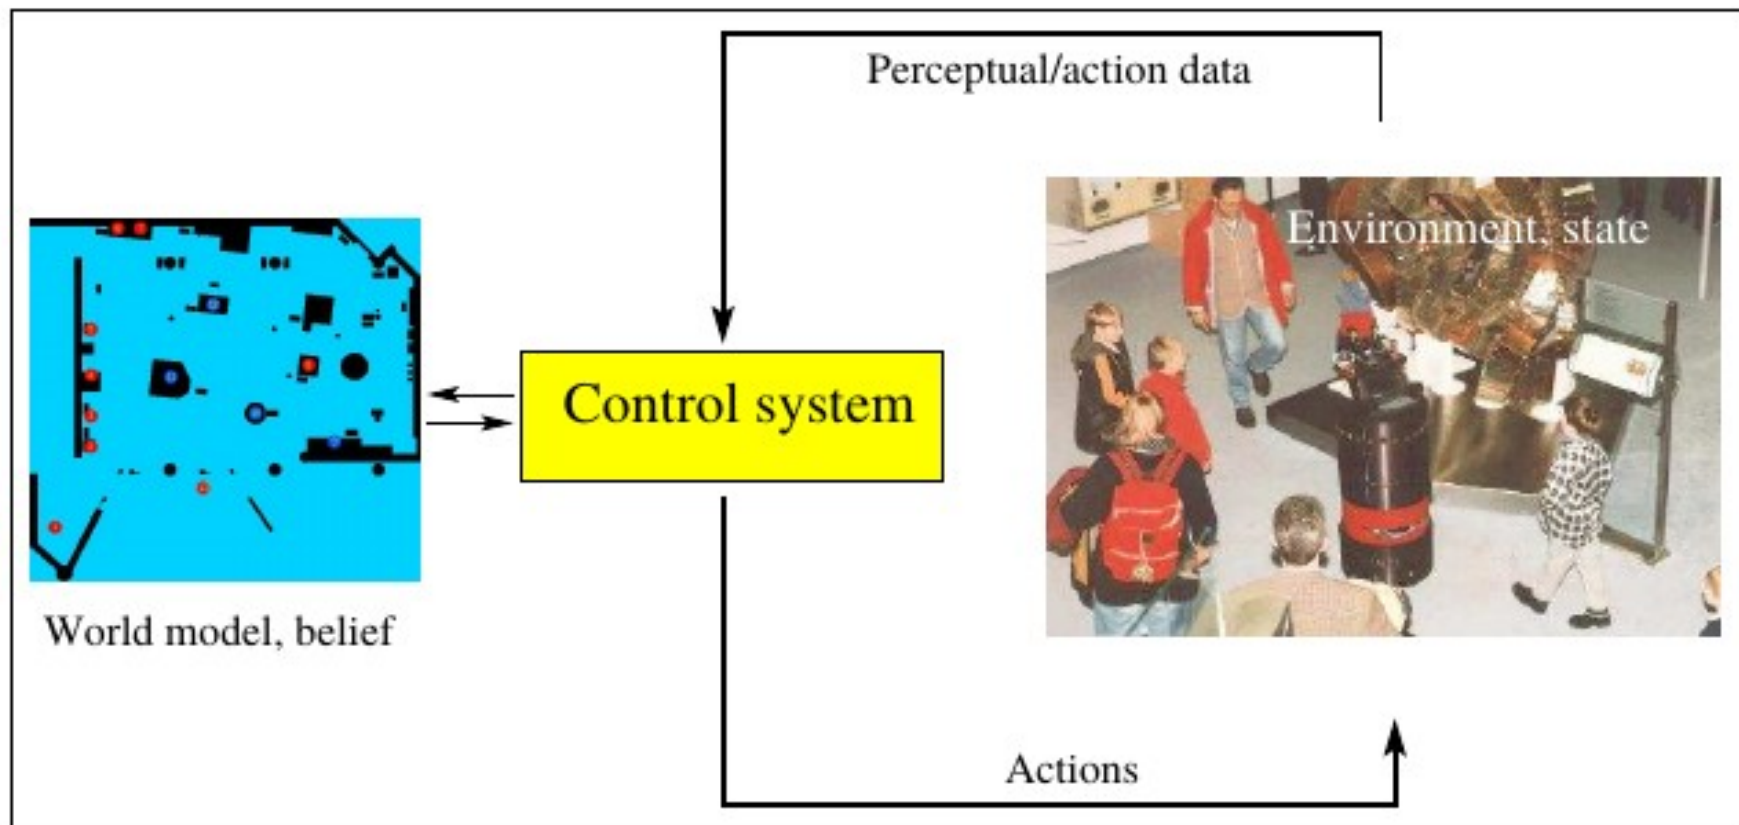 Perceptual/action data
Environment, state
Control system
World model, belief
Actions